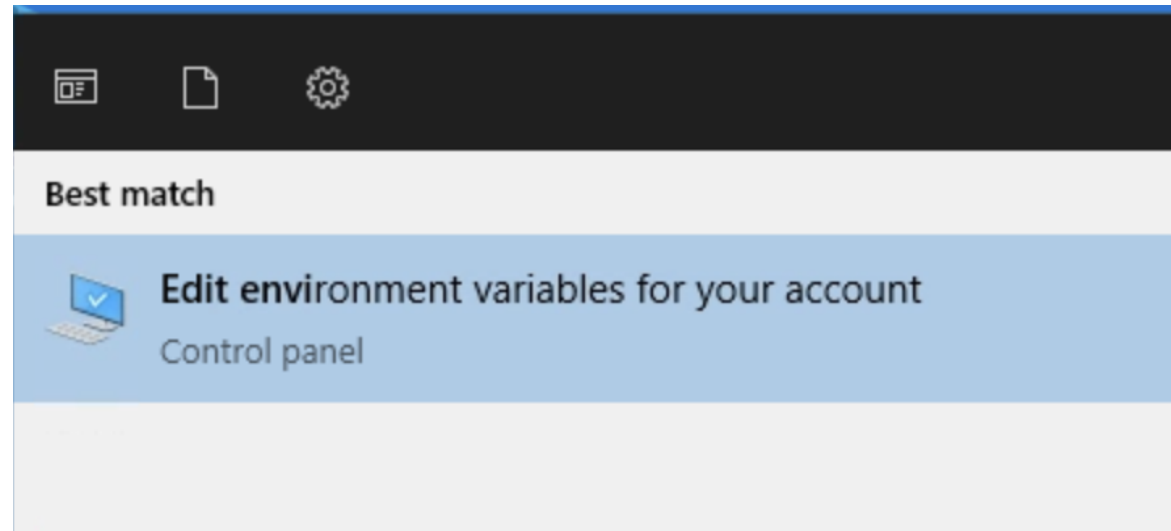 Best match
Edit environment variables for your account
Control panel